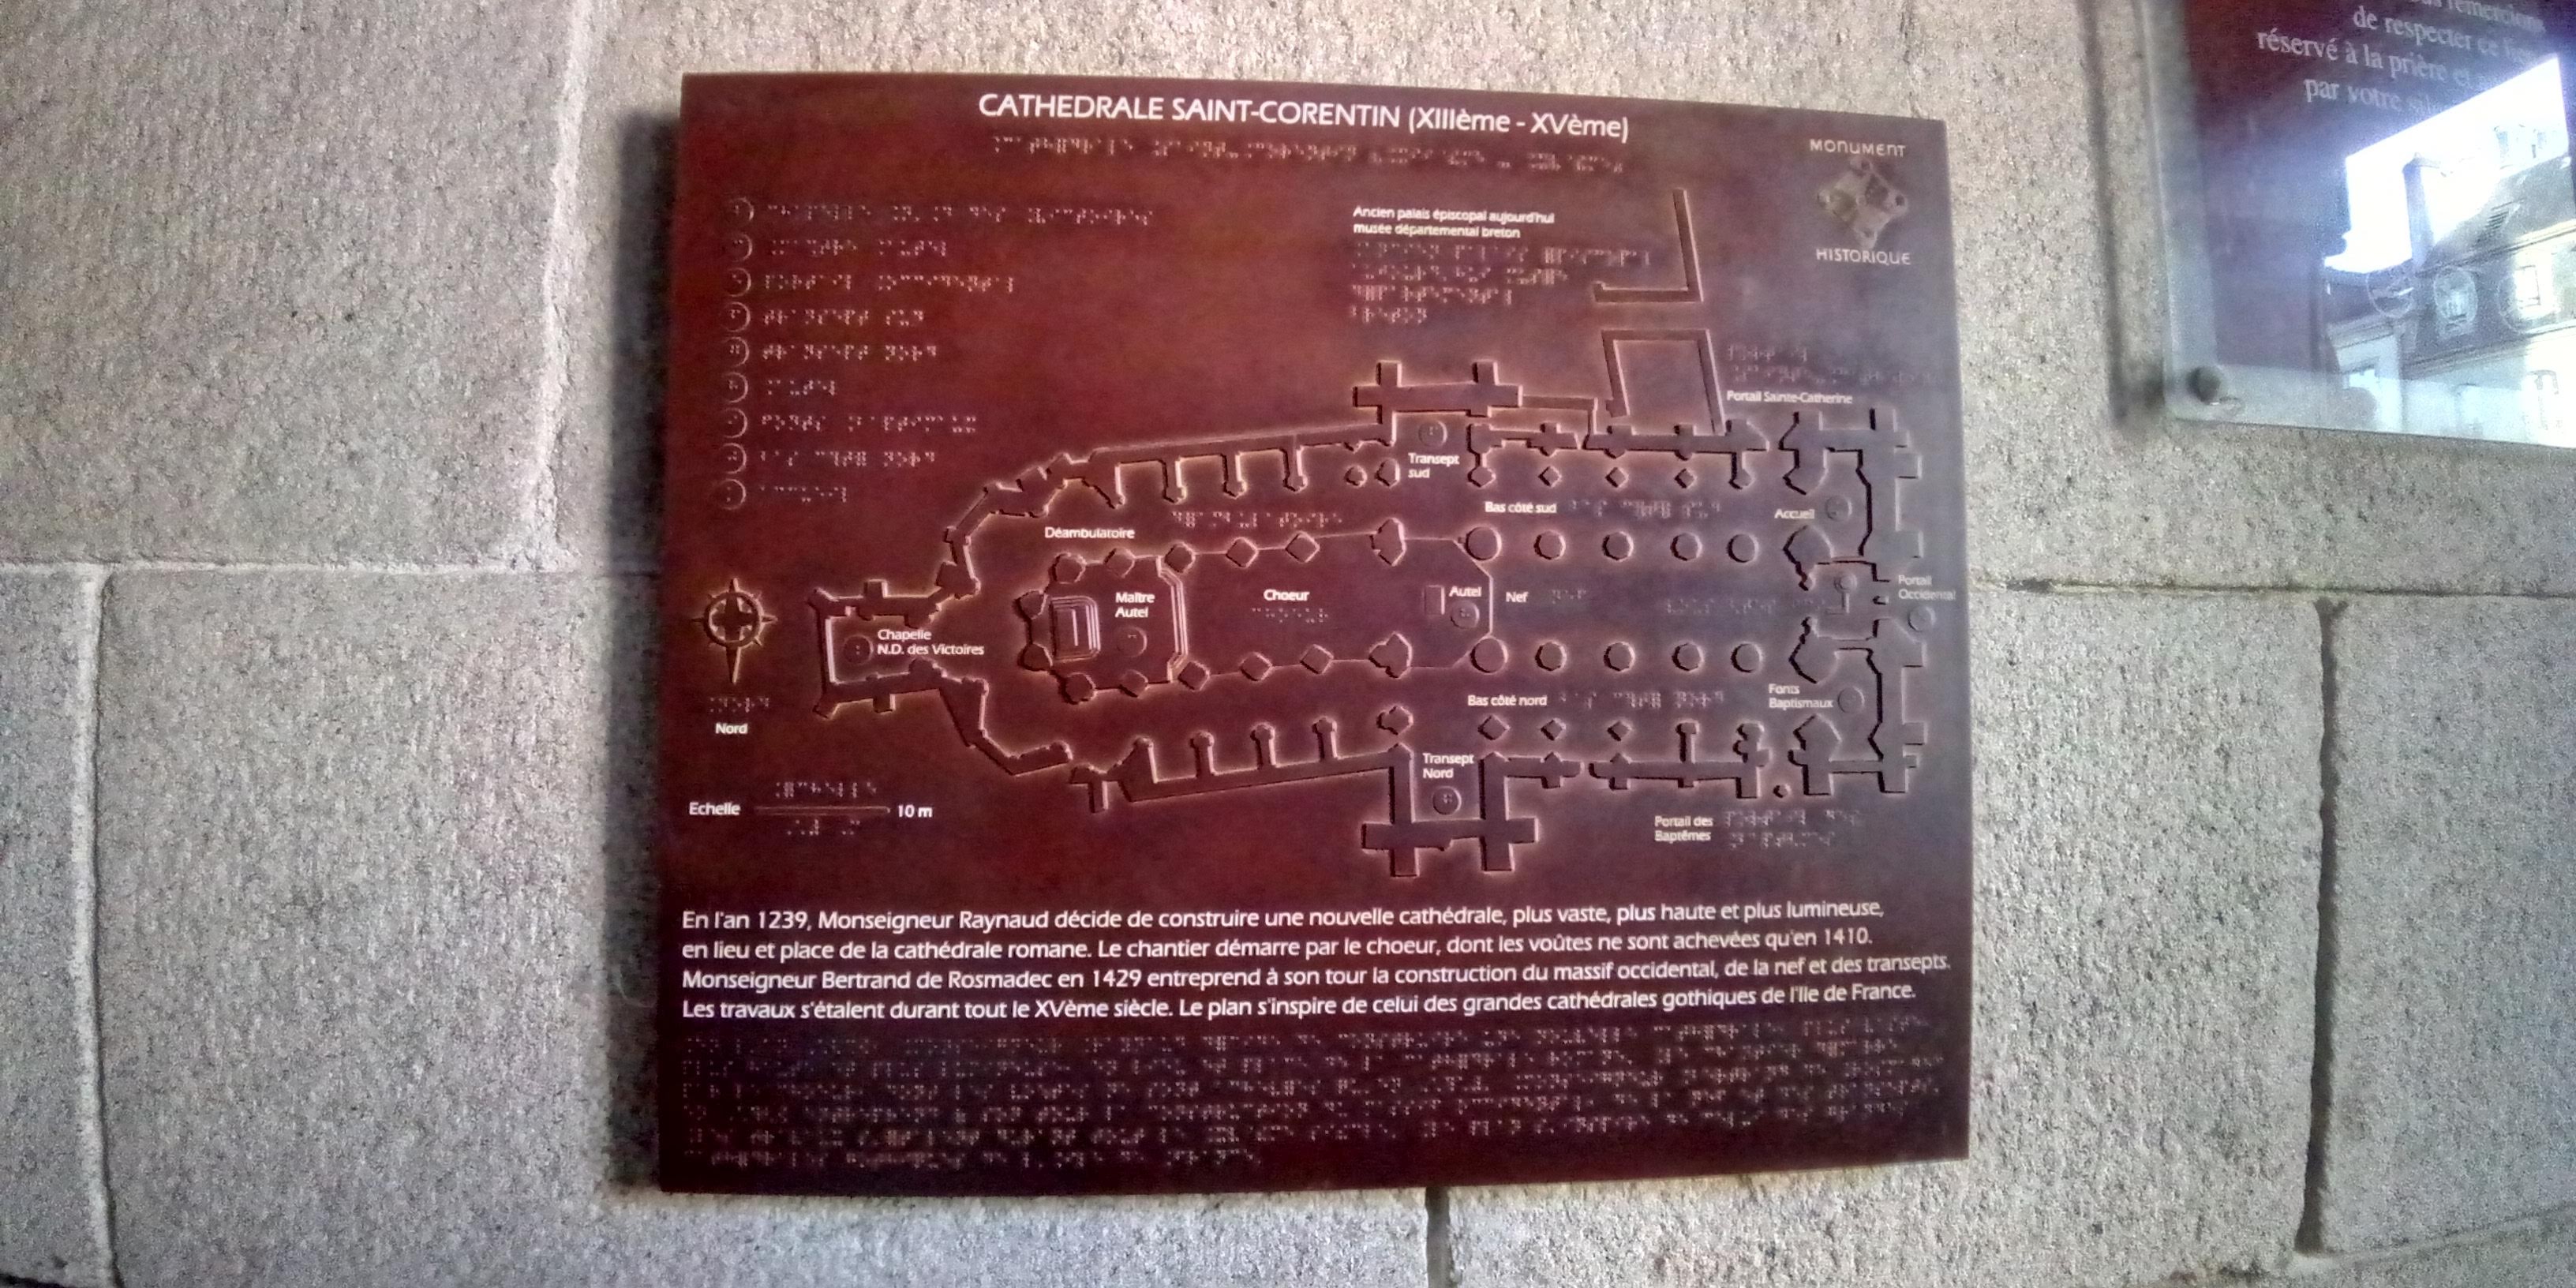 CATHEDRALE SAINT-CORENTIN (XIIIème - XVème)
MONUMENT
HISTORIQUE
Ancien palais épiscopal aujourd'hui
musée départemental breton
Portail Sainte-Catherine
Transept
sud
Bas côté sud
Accueil
Déambulatoire
Maître
Autel
Choeur
Autel
Nef
Portail
Occidental
Chapelle
N.D. des Victoires
Bas côté nord
Fonts
Baptismaux
Nord
Transept
Nord
Echelle
10 m
Portail des
Baptêmes
En l'an 1239, Monseigneur Raynaud décide de construire une nouvelle cathédrale, plus vaste, plus haute et plus lumineuse,
en lieu et place de la cathédrale romane. Le chantier démarre par le choeur, dont les voûtes ne sont achevées qu'en 1410.
Monseigneur Bertrand de Rosmadec en 1429 entreprend à son tour la construction du massif occidental, de la nef et des transepts.
Les travaux s'étalent durant tout le XVème siècle. Le plan s'inspire de celui des grandes cathédrales gothiques de l'Ile de France.
remercions
de respecter ce
réservé à la prière et
par votre